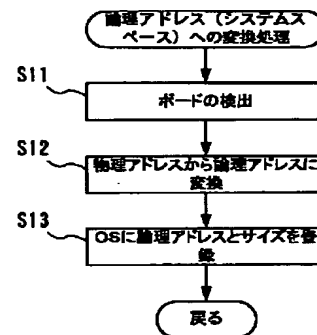 論理アドレス（システムス
ペース）への変換処理
S11
ボードの検出
S12
物理アドレスから論理アドレスに
変換
S13
OSに論理アドレスとサイズを登
録
戻る